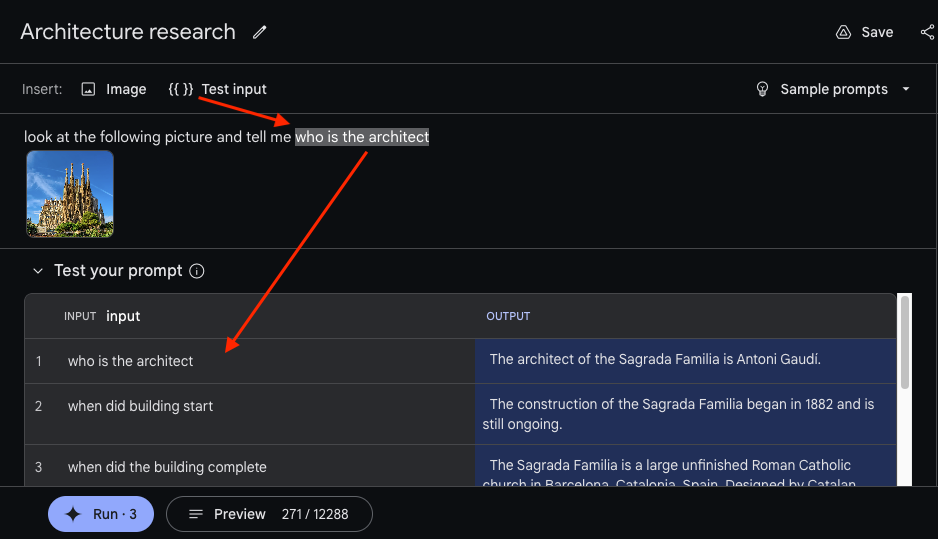 Architecture research
Save
Insert: Image {{ }} Test input
Sample prompts
look at the following picture and tell me who is the architect
Test your prompt
INPUT input
OUTPUT
1 who is the architect
The architect of the Sagrada Familia is Antoni Gaudí.
2 when did building start
The construction of the Sagrada Familia began in 1882 and is
still ongoing.
3 when did the building complete
The Sagrada Familia is a large unfinished Roman Catholic
church in Barcelona, Catalonia, Spain. Designed by Catalan
Run · 3
Preview 271 / 12288